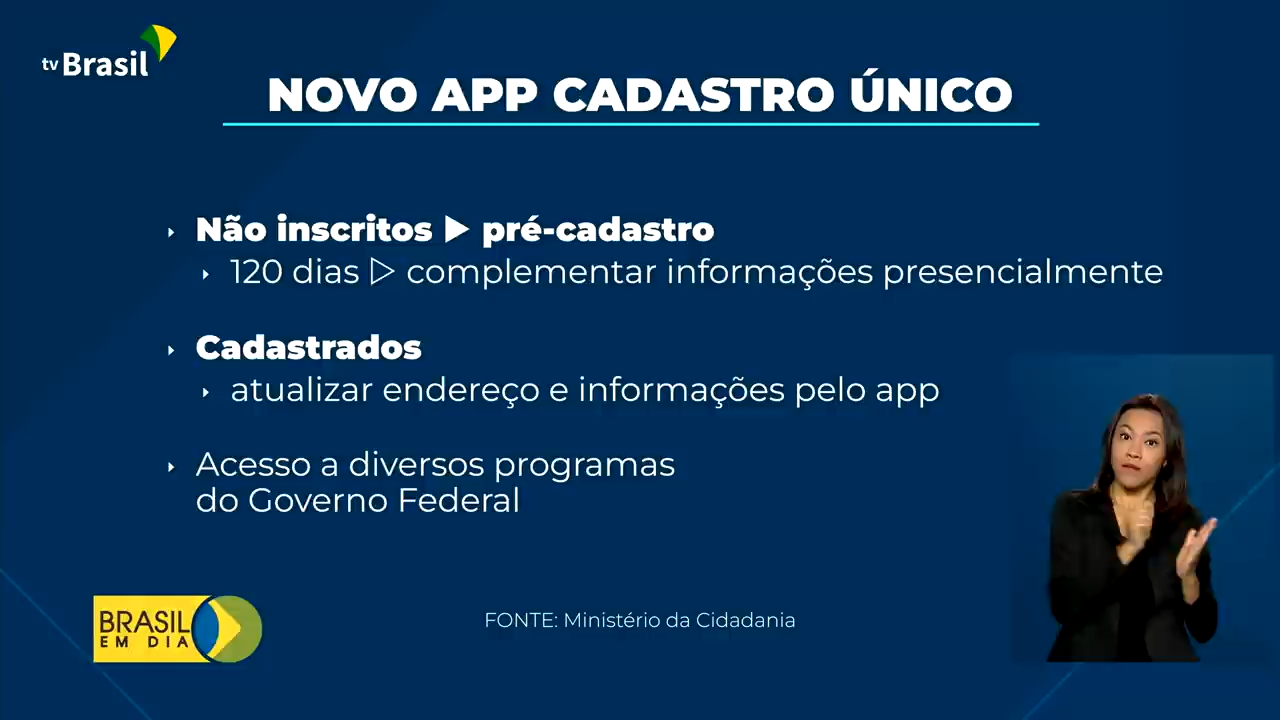 tv Brasil
NOVO APP CADASTRO ÚNICO
Não inscritos ▶ pré-cadastro
120 dias ▷ complementar informações presencialmente
Cadastrados
atualizar endereço e informações pelo app
Acesso a diversos programas
do Governo Federal
BRASIL
EM DIA
FONTE: Ministério da Cidadania